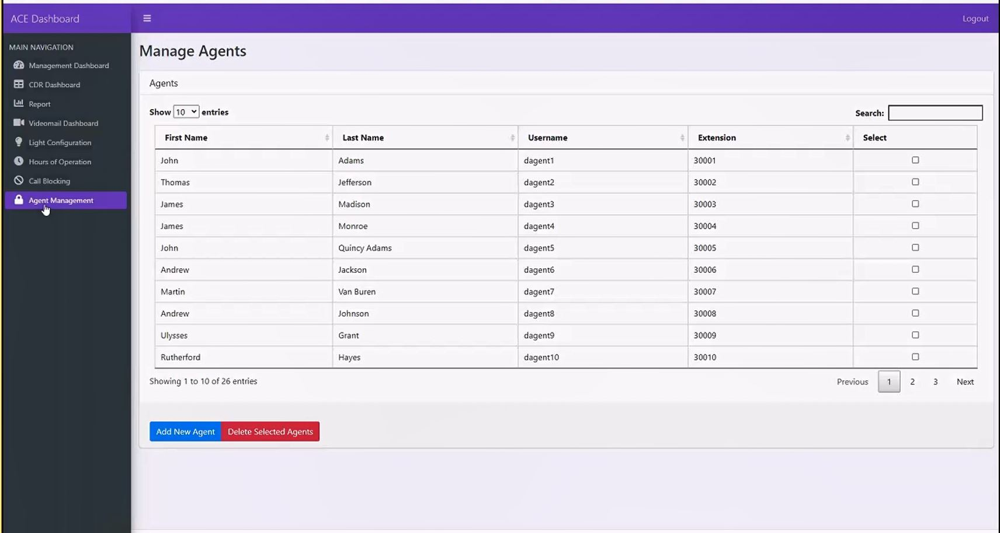 ACE Dashboard
Logout
MAIN NAVIGATION
Management Dashboard
CDR Dashboard
Report
Videomail Dashboard
Light Configuration
Hours of Operation
Call Blocking
Agent Management
Manage Agents
Agents
Show 10 entries
Search:
First Name Last Name Username Extension Select
John Adams dagent1 30001
Thomas Jefferson dagent2 30002
James Madison dagent3 30003
James Monroe dagent4 30004
John Quincy Adams dagent5 30005
Andrew Jackson dagent6 30006
Martin Van Buren dagent7 30007
Andrew Johnson dagent8 30008
Ulysses Grant dagent9 30009
Rutherford Hayes dagent10 30010
Showing 1 to 10 of 26 entries
Previous 1 2 3 Next
Add New Agent Delete Selected Agents